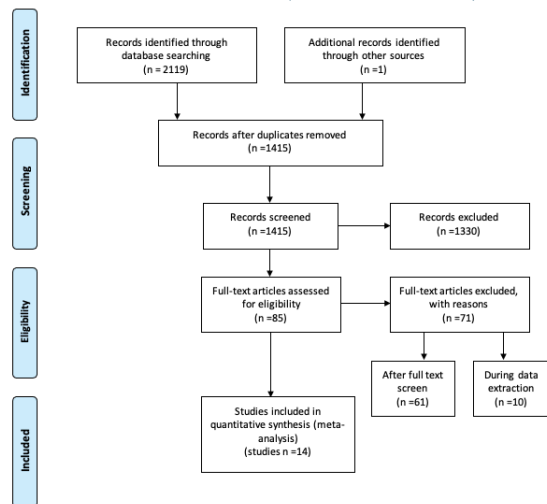 Identification
Records identified through
database searching
(n = 2119)
Additional records identified
through other sources
(n =1)
Records after duplicates removed
(n =1415)
Screening
Records screened
(n =1415)
Records excluded
(n =1330)
Eligibility
Full-text articles assessed
for eligibility
(n =85)
Full-text articles excluded,
with reasons
(n =71)
After full text
screen
(n =61)
During data
extraction
(n =10)
Included
Studies included in
quantitative synthesis (meta-
analysis)
(studies n =14)